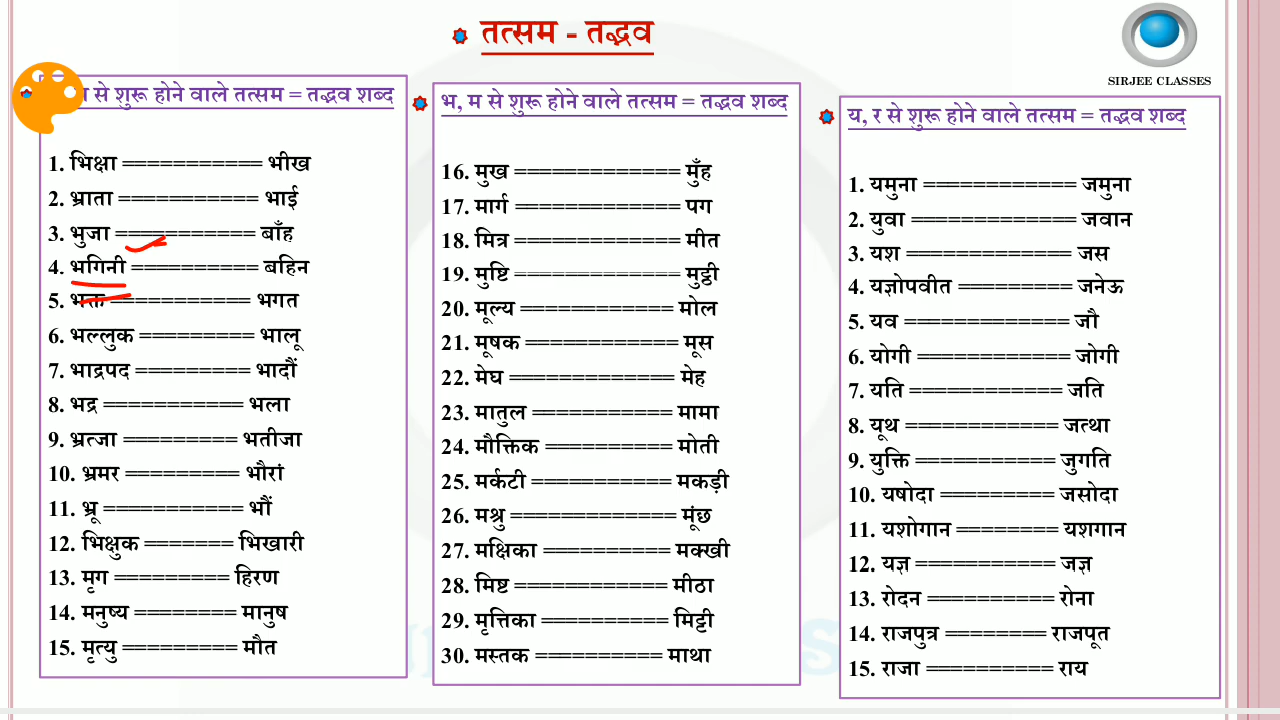 तत्सम - तद्भव
SIRJEE CLASSES
से शुरू होने वाले तत्सम = तद्भव शब्द
1. भिक्षा =========== भीख
2. भ्राता =========== भाई
3. भुजा =========== बाँह
4. भगिनी ========== बहिन
5. भक्त =========== भगत
6. भल्लुक ========= भालू
7. भाद्रपद ========= भादौं
8. भद्र =========== भला
9. भ्रत्जा ========= भतीजा
10. भ्रमर ========= भौरां
11. भ्रू =========== भौं
12. भिक्षुक ======= भिखारी
13. मृग ========= हिरण
14. मनुष्य ======== मानुष
15. मृत्यु ========= मौत
भ, म से शुरू होने वाले तत्सम = तद्भव शब्द
16. मुख ============= मुँह
17. मार्ग ============= पग
18. मित्र ============= मीत
19. मुष्टि ============= मुट्ठी
20. मूल्य ============ मोल
21. मूषक ============ मूस
22. मेघ ============= मेह
23. मातुल =========== मामा
24. मौक्तिक ========== मोती
25. मर्कटी =========== मकड़ी
26. मश्रु ============= मूंछ
27. मक्षिका ========== मक्खी
28. मिष्ट ============ मीठा
29. मृत्तिका ========== मिट्टी
30. मस्तक ========== माथा
य, र से शुरू होने वाले तत्सम = तद्भव शब्द
1. यमुना ============ जमुना
2. युवा ============= जवान
3. यश ============= जस
4. यज्ञोपवीत ========= जनेऊ
5. यव ============= जौ
6. योगी ============ जोगी
7. यति ============ जति
8. यूथ ============ जत्था
9. युक्ति =========== जुगति
10. यषोदा ========= जसोदा
11. यशोगान ======== यशगान
12. यज्ञ =========== जज्ञ
13. रोदन ========== रोना
14. राजपुत्र ======== राजपूत
15. राजा ========== राय